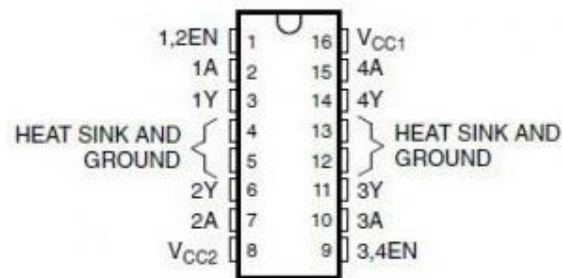 1,2EN 1 16 VCC1
1A 2 15 4A
1Y 3 14 4Y
HEAT SINK AND GROUND 4 13 HEAT SINK AND GROUND
5 12
2Y 6 11 3Y
2A 7 10 3A
VCC2 8 9 3,4EN